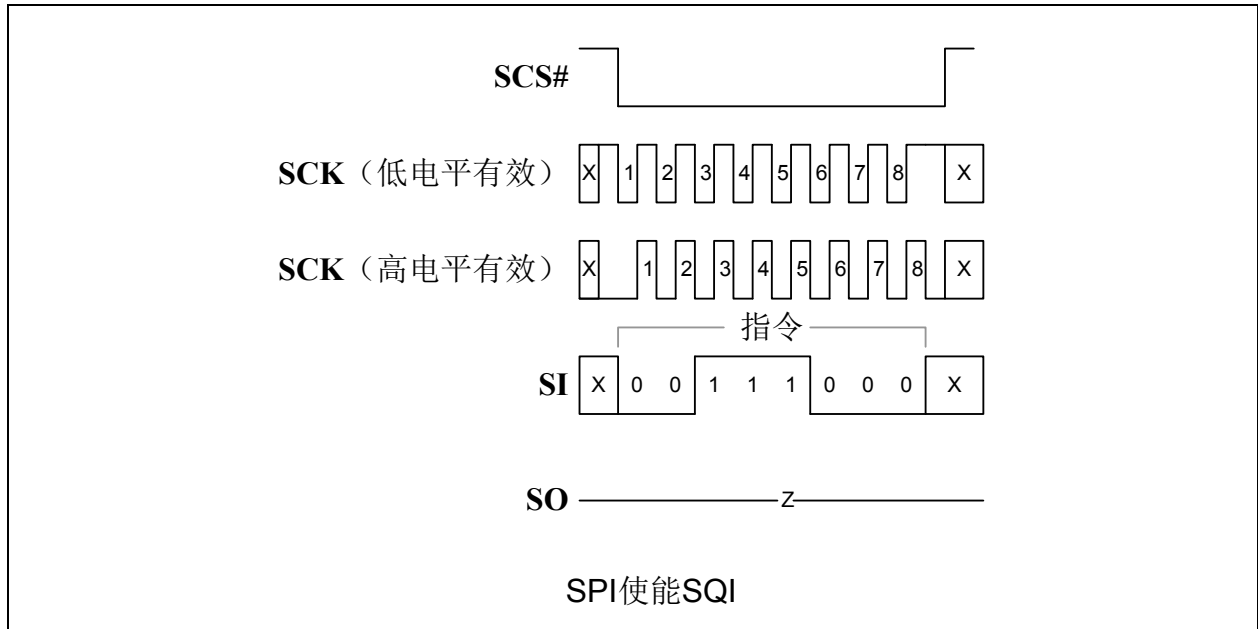 SCS#
SCK（低电平有效） X 1 2 3 4 5 6 7 8 X
SCK（高电平有效） X 1 2 3 4 5 6 7 8 X
指令
SI X 0 0 1 1 1 0 0 0 X
SO Z
SPI使能SQI